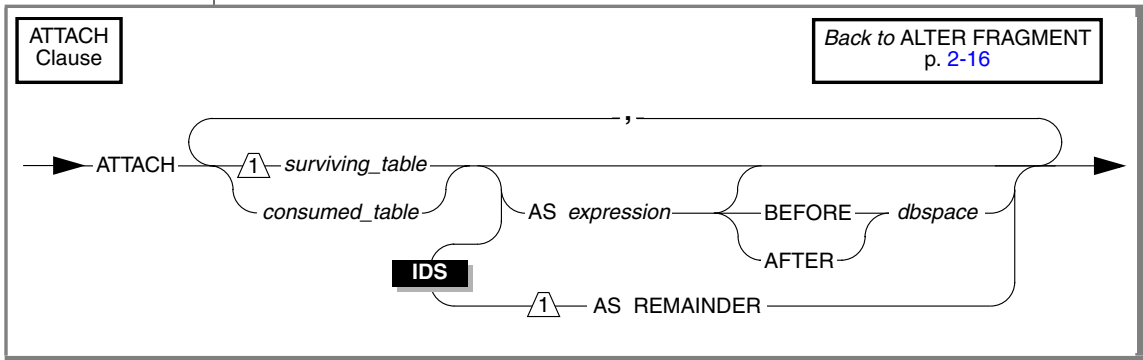 ATTACH
Clause
Back to ALTER FRAGMENT
p. 2-16
,
ATTACH 1 surviving_table
consumed_table AS expression BEFORE dbspace
AFTER
IDS
1 AS REMAINDER